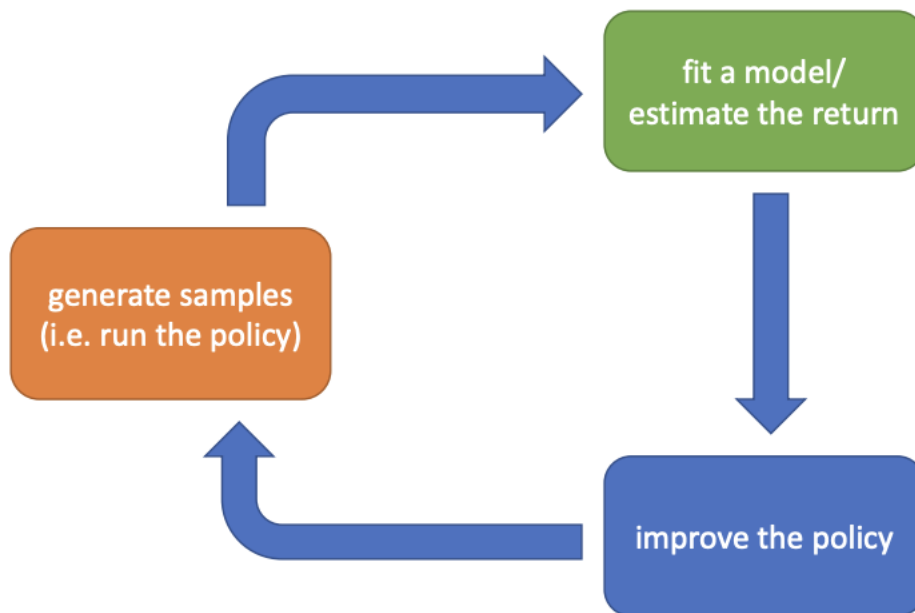 fit a model/
estimate the return
generate samples
(i.e. run the policy)
improve the policy